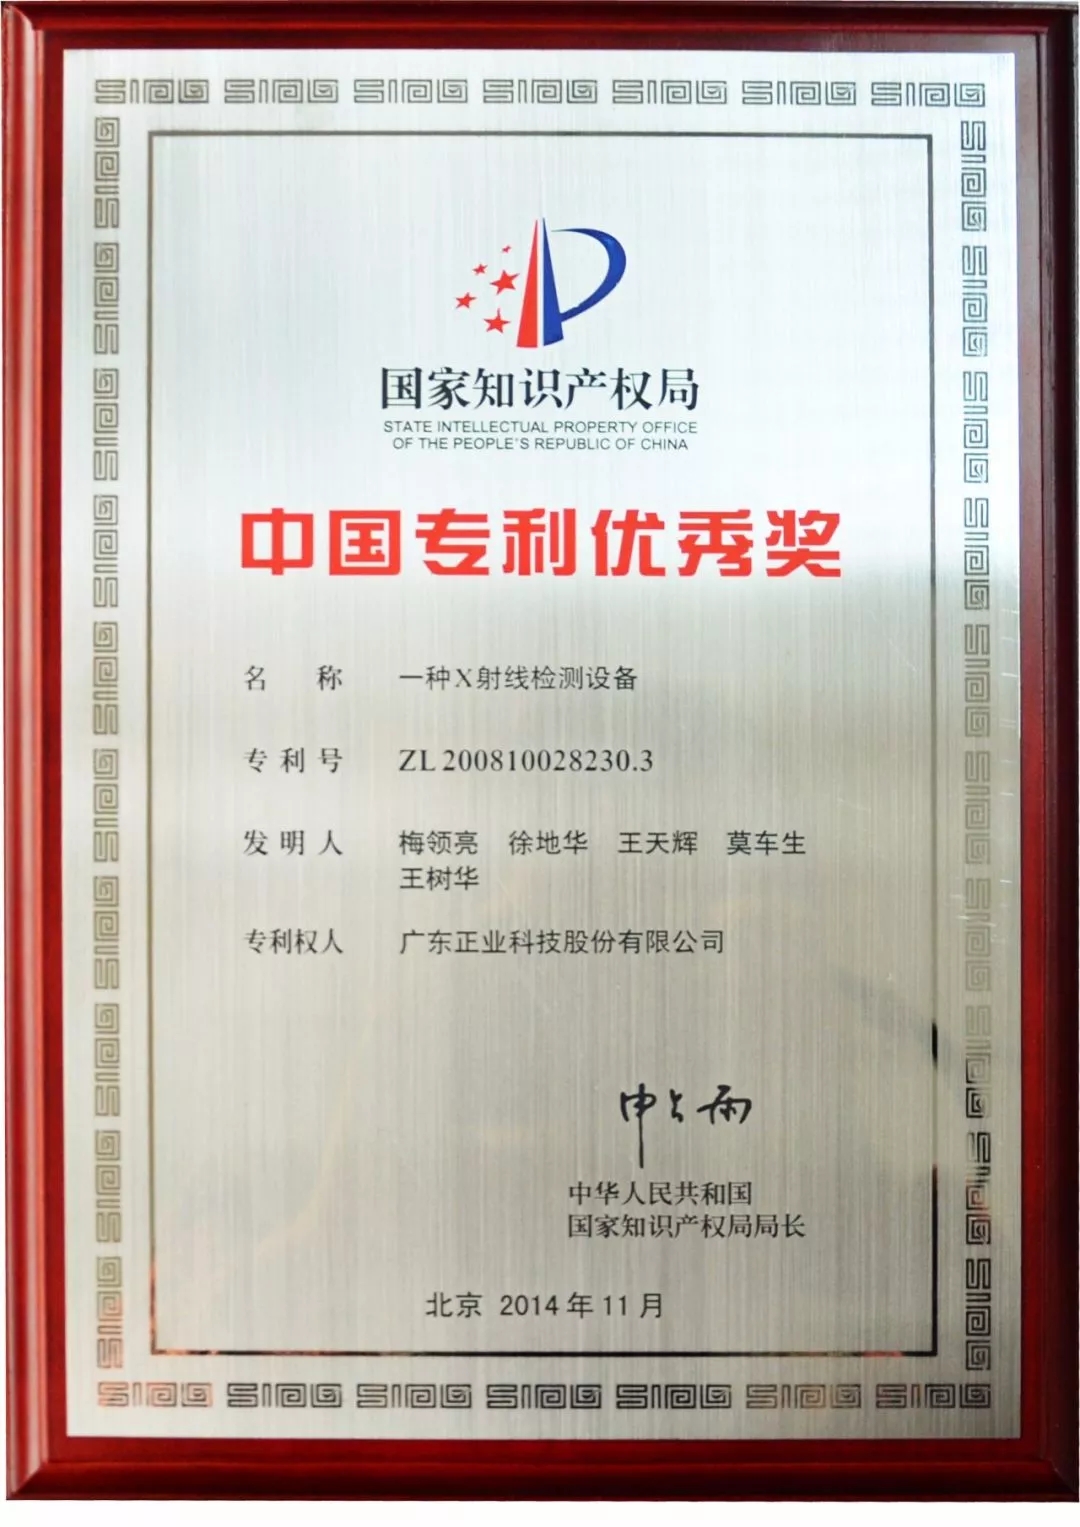 国家知识产权局
STATE INTELLECTUAL PROPERTY OFFICE
OF THE PEOPLE'S REPUBLIC OF CHINA
中国专利优秀奖
名 称 一种X射线检测设备
专利号 ZL 200810028230.3
发明人 梅领亮 徐地华 王天辉 莫车生
王树华
专利权人 广东正业科技股份有限公司
申长雨
中华人民共和国
国家知识产权局局长
北京 2014年11月